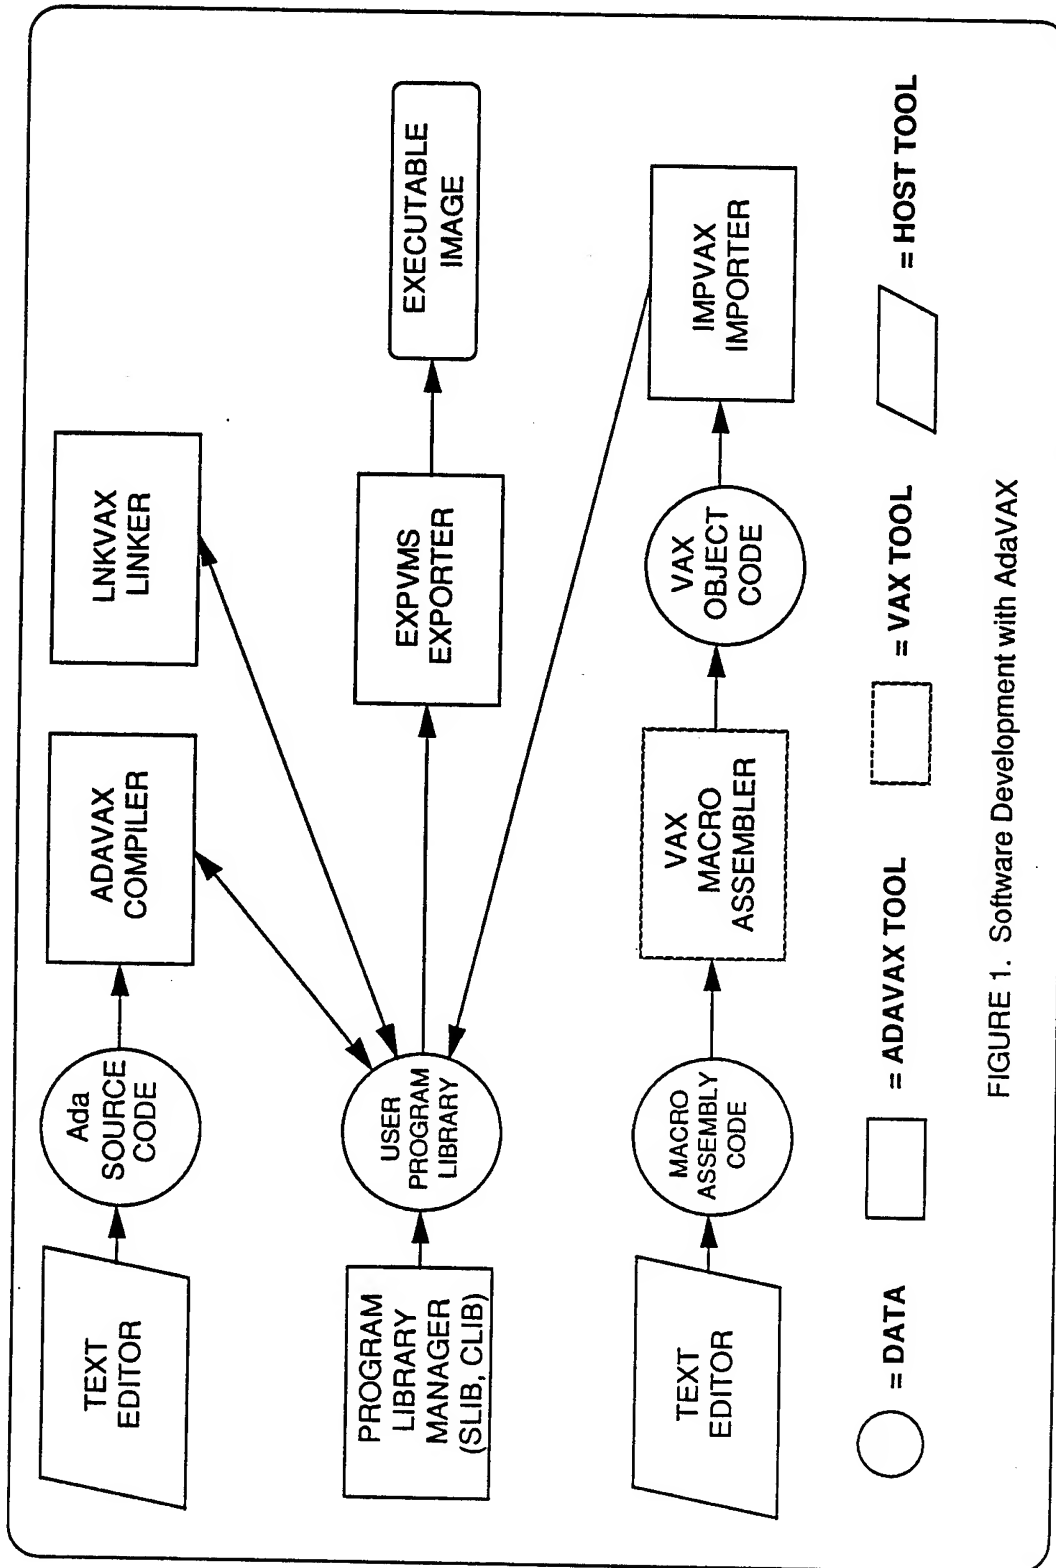 TEXT
EDITOR
Ada
SOURCE
CODE
ADAVAX
COMPILER
LNKVAX
LINKER
PROGRAM
LIBRARY
MANAGER
(SLIB, CLIB)
USER
PROGRAM
LIBRARY
EXPVMS
EXPORTER
EXECUTABLE
IMAGE
TEXT
EDITOR
MACRO
ASSEMBLY
CODE
VAX
MACRO
ASSEMBLER
VAX
OBJECT
CODE
IMPVAX
IMPORTER
= DATA
= ADAVAX TOOL
= VAX TOOL
= HOST TOOL
FIGURE 1. Software Development with AdaVAX